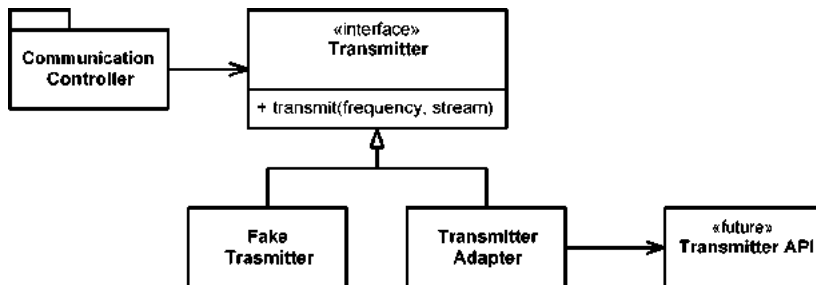 «interface»
Transmitter
Communication
Controller
+ transmit(frequency, stream)
Fake
Trasmitter
Transmitter
Adapter
«future»
Transmitter API